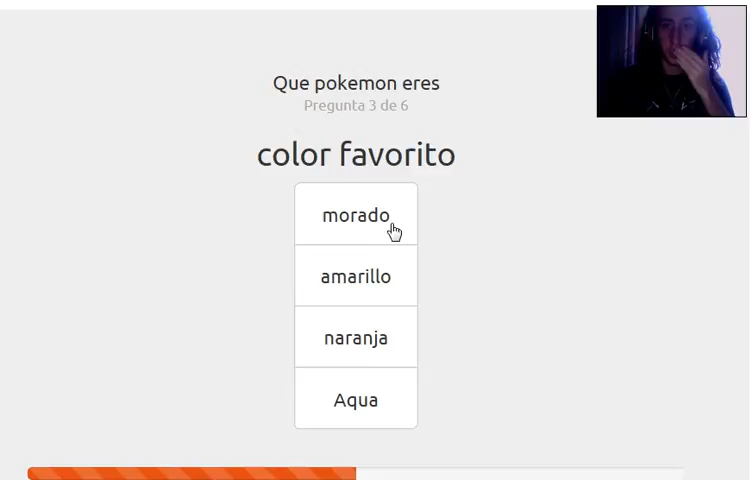 Que pokemon eres
Pregunta 3 de 6
color favorito
morado
amarillo
naranja
Aqua